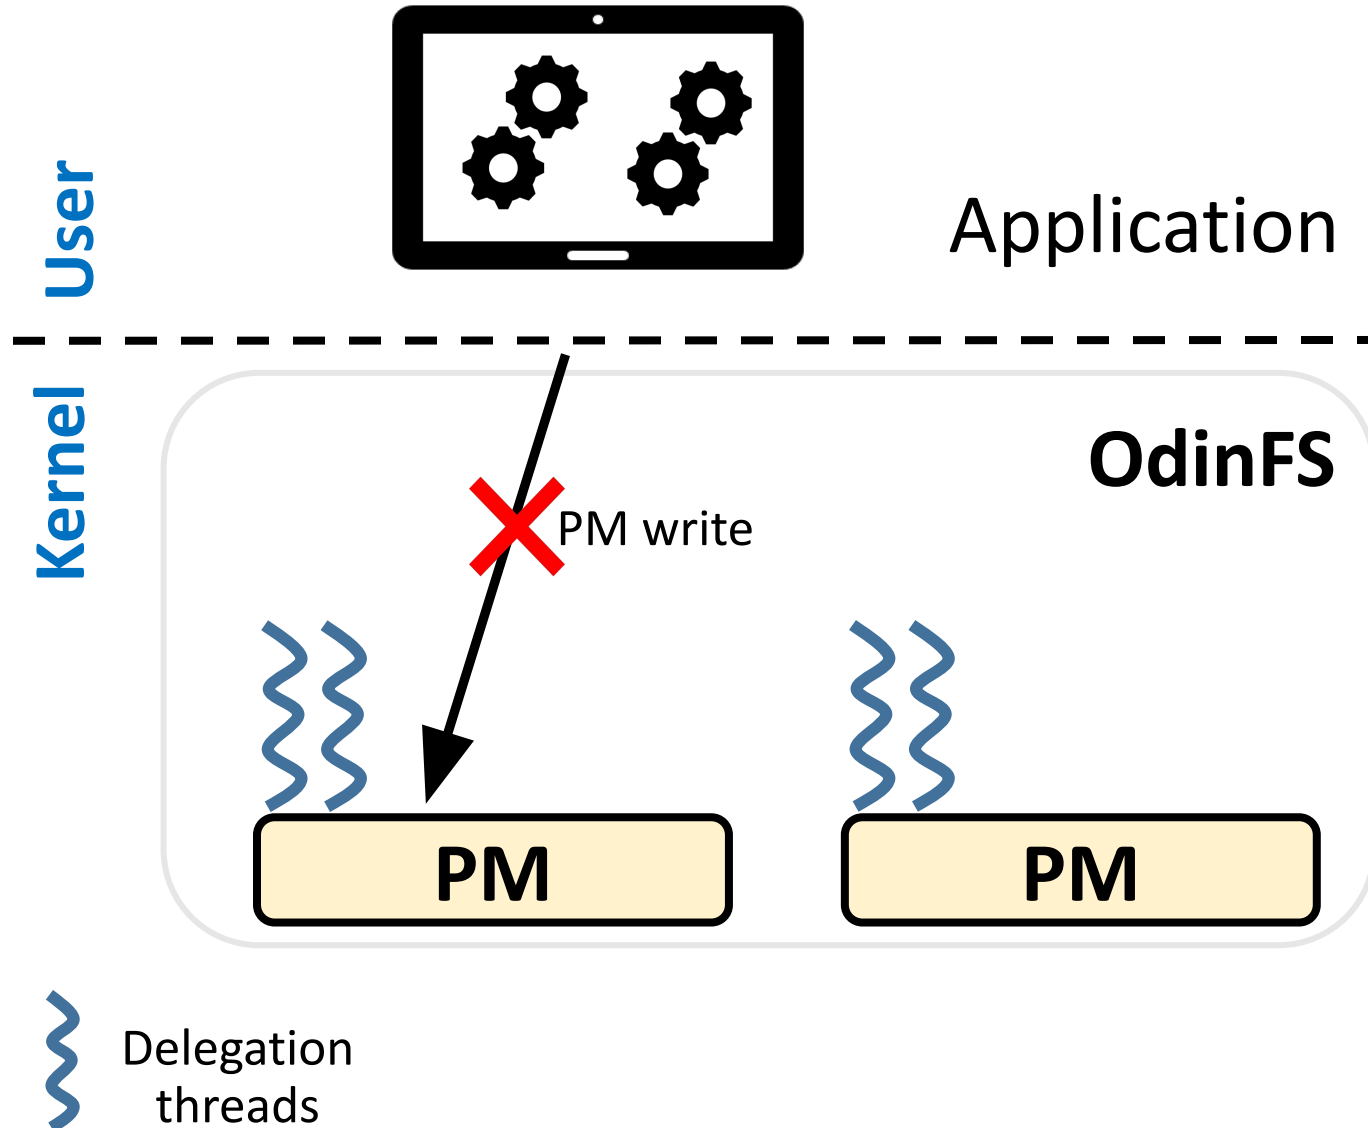 User
Application
Kernel
OdinFS
PM write
PM
PM
Delegation
threads